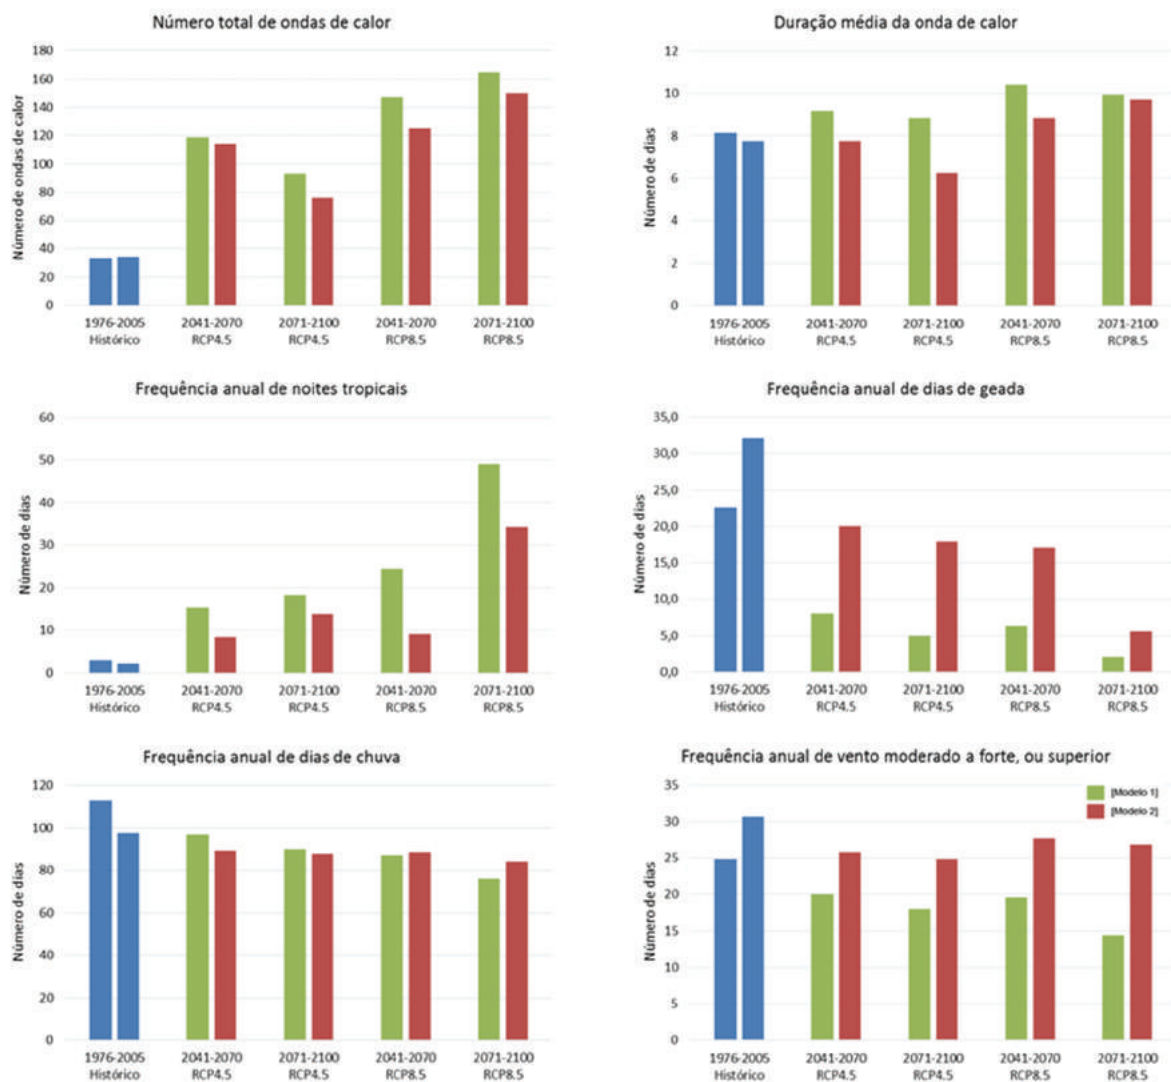 Número total de ondas de calor
Número de ondas de calor
180
160
140
120
100
80
60
40
20
0
1976-2005 2041-2070 2071-2100 2041-2070 2071-2100
Histórico RCP4.5 RCP4.5 RCP8.5 RCP8.5
Duração média da onda de calor
Número de dias
12
10
8
6
4
2
0
1976-2005 2041-2070 2071-2100 2041-2070 2071-2100
Histórico RCP4.5 RCP4.5 RCP8.5 RCP8.5
Frequência anual de noites tropicais
Número de dias
60
50
40
30
20
10
0
1976-2005 2041-2070 2071-2100 2041-2070 2071-2100
Histórico RCP4.5 RCP4.5 RCP8.5 RCP8.5
Frequência anual de dias de geada
Número de dias
35,0
30,0
25,0
20,0
15,0
10,0
5,0
0,0
1976-2005 2041-2070 2071-2100 2041-2070 2071-2100
Histórico RCP4.5 RCP4.5 RCP8.5 RCP8.5
Frequência anual de dias de chuva
Número de dias
120
100
80
60
40
20
0
1976-2005 2041-2070 2071-2100 2041-2070 2071-2100
Histórico RCP4.5 RCP4.5 RCP8.5 RCP8.5
Frequência anual de vento moderado a forte, ou superior
[Modelo 1]
[Modelo 2]
Número de dias
35
30
25
20
15
10
5
0
1976-2005 2041-2070 2071-2100 2041-2070 2071-2100
Histórico RCP4.5 RCP4.5 RCP8.5 RCP8.5